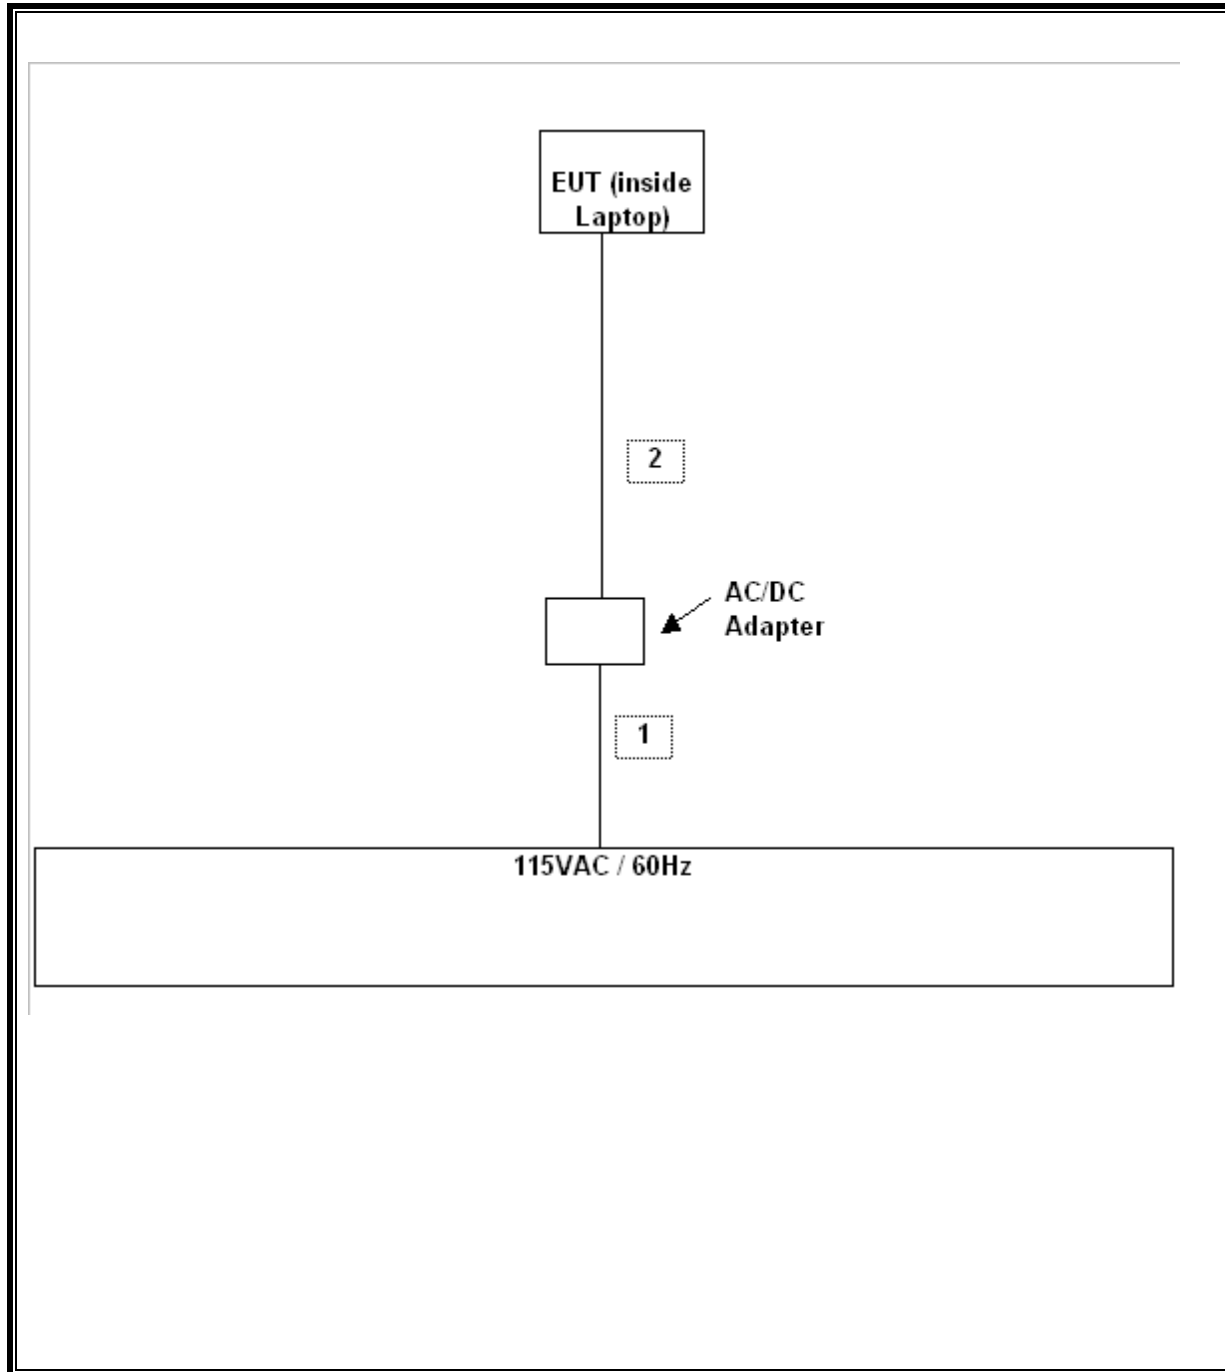 EUT (inside
Laptop)
2
AC/DC
Adapter
1
115VAC / 60Hz